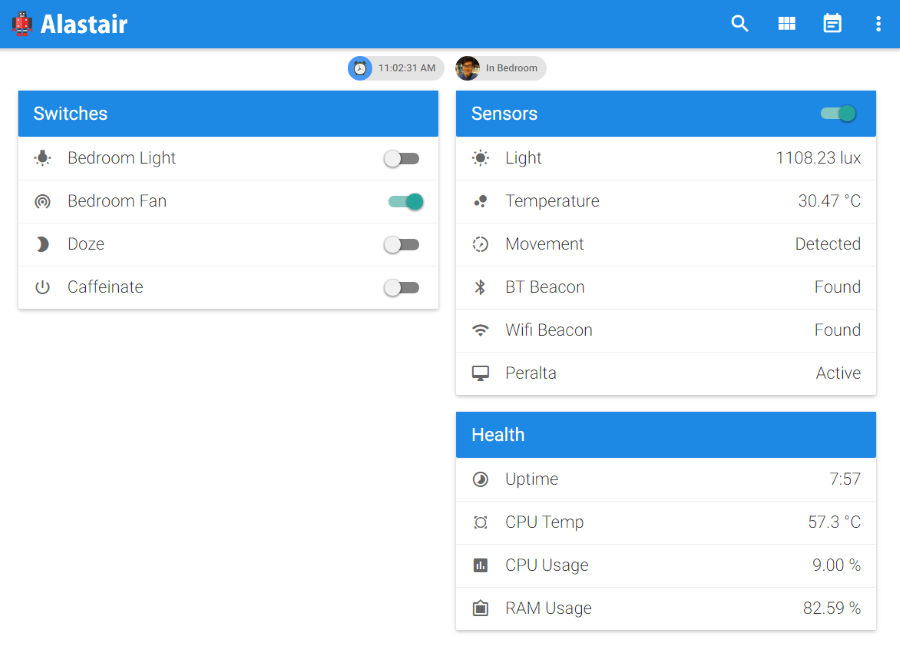 Alastair
11:02:31 AM
In Bedroom
Switches
Bedroom Light
Bedroom Fan
Doze
Caffeinate
Sensors
Light 1108.23 lux
Temperature 30.47 °C
Movement Detected
BT Beacon Found
Wifi Beacon Found
Peralta Active
Health
Uptime 7:57
CPU Temp 57.3 °C
CPU Usage 9.00 %
RAM Usage 82.59 %